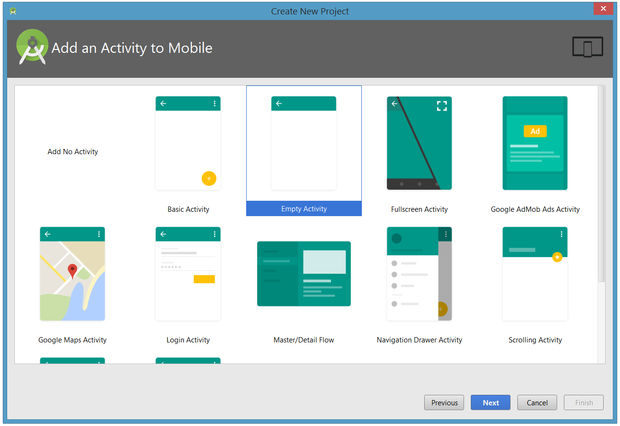 Create New Project
Add an Activity to Mobile
Add No Activity
Basic Activity
Empty Activity
Fullscreen Activity
Ad
Google AdMob Ads Activity
Google Maps Activity
Login Activity
Master/Detail Flow
Navigation Drawer Activity
Scrolling Activity
Previous
Next
Cancel
Finish